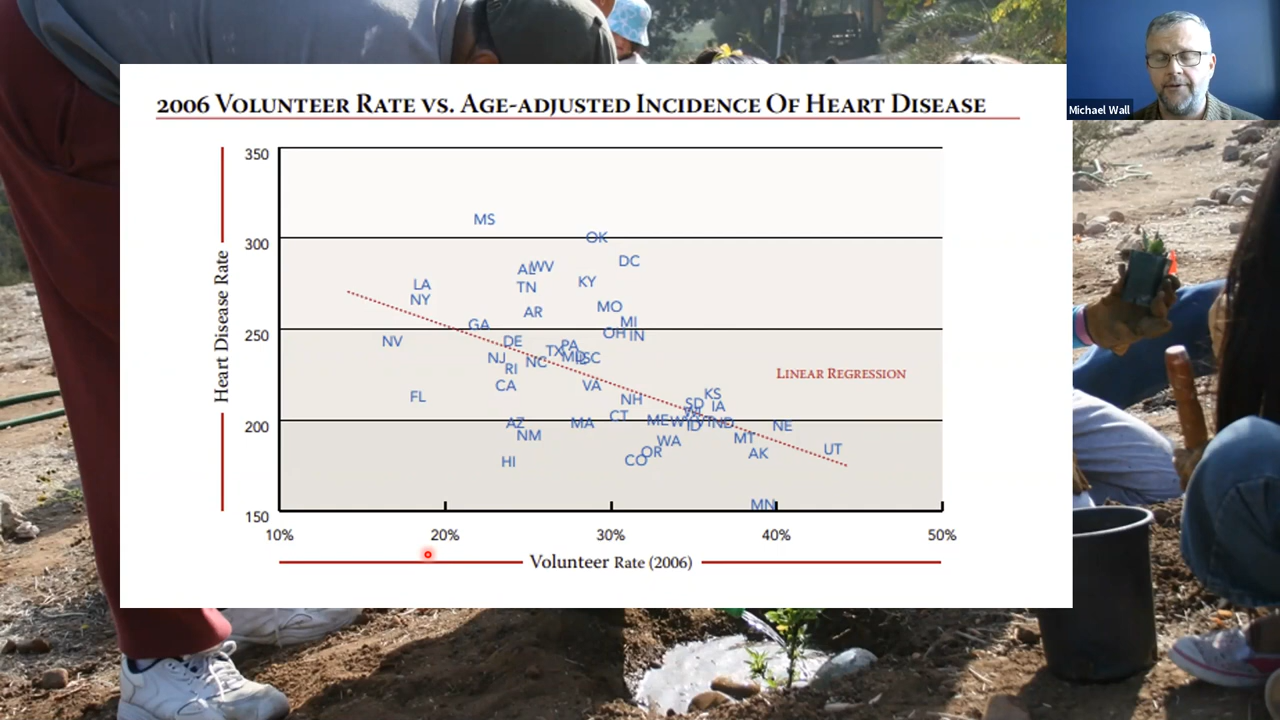 2006 Volunteer Rate vs. Age-adjusted Incidence Of Heart Disease
Michael Wall
350
MS
300
OK
DC
AL
WV
KY
TN
LA
NY
MO
AR
MI
GA
250
OH
IN
NV
DE
PA
TX
NJ
NC
SC
RI
Linear Regression
CA
VA
KS
FL
NH
SD
IA
CT
200
AZ
MA
ME
ID
ND
NE
NM
WA
MT
OR
AK
UT
HI
CO
MN
150
10%
20%
30%
40%
50%
Heart Disease Rate
Volunteer Rate (2006)